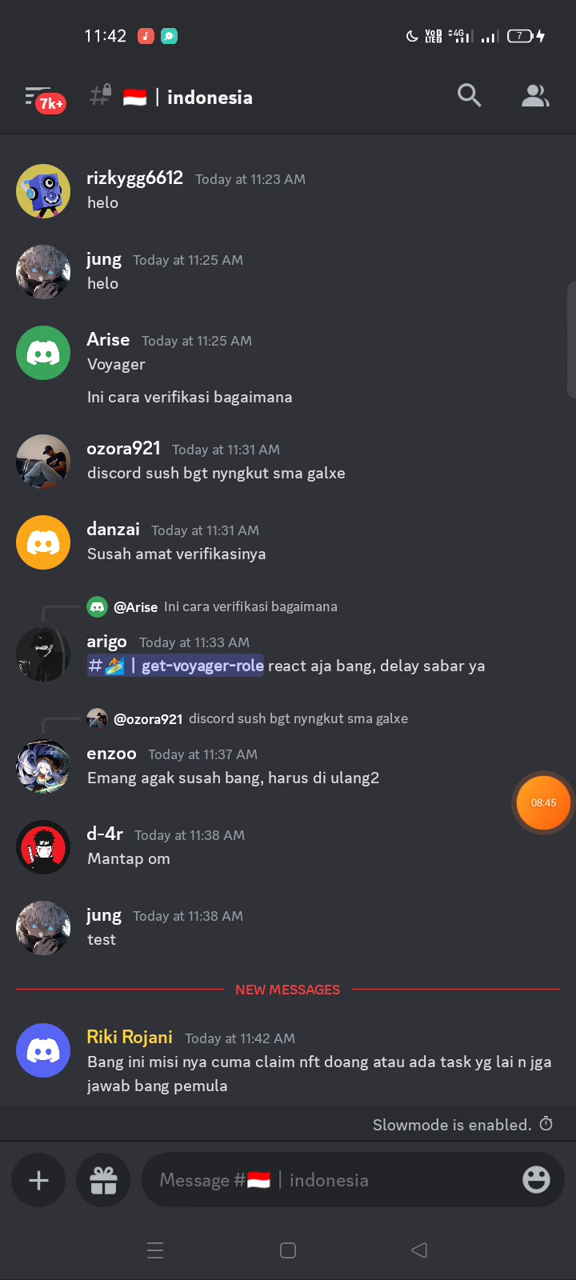 11:42
Vo LTE 4G 7
7k+
# | indonesia
rizkygg6612 Today at 11:23 AM
helo
jung Today at 11:25 AM
helo
Arise Today at 11:25 AM
Voyager
Ini cara verifikasi bagaimana
ozora921 Today at 11:31 AM
discord sush bgt nyngkut sma galxe
danzai Today at 11:31 AM
Susah amat verifikasinya
@Arise Ini cara verifikasi bagaimana
arigo Today at 11:33 AM
# | get-voyager-role react aja bang, delay sabar ya
@ozora921 discord sush bgt nyngkut sma galxe
enzoo Today at 11:37 AM
Emang agak susah bang, harus di ulang2
08:45
d-4r Today at 11:38 AM
Mantap om
jung Today at 11:38 AM
test
NEW MESSAGES
Riki Rojani Today at 11:42 AM
Bang ini misi nya cuma claim nft doang atau ada task yg lai n jga
jawab bang pemula
Slowmode is enabled.
Message # | indonesia